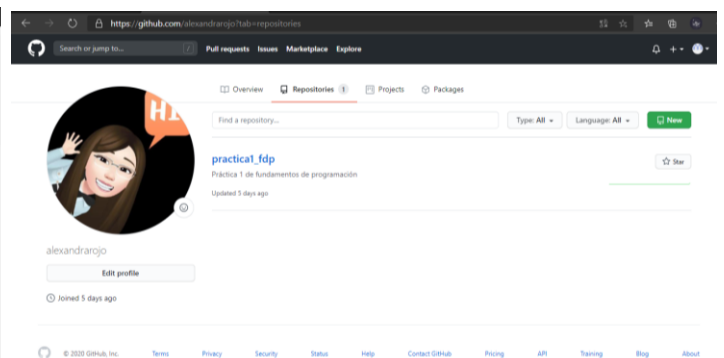 https://github.com/alexandrarojo?tab=repositories
Search or jump to... /
Pull requests Issues Marketplace Explore
Overview Repositories 1 Projects Packages
Find a repository...
Type: All
Language: All
New
HI
practica1_fdp
Práctica 1 de fundamentos de programación
Updated 5 days ago
Star
alexandrarojo
Edit profile
Joined 5 days ago
© 2020 GitHub, Inc. Terms Privacy Security Status Help Contact GitHub Pricing API Training Blog About